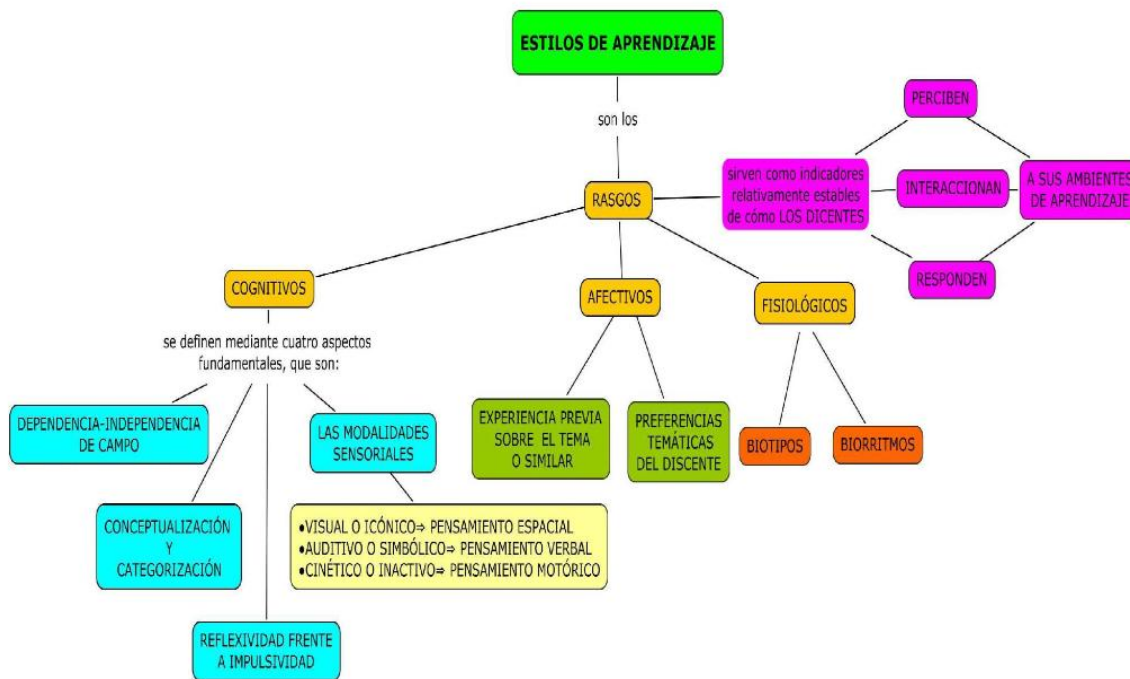 ESTILOS DE APRENDIZAJE
son los
RASGOS
sirven como indicadores
relativamente estables
de cómo LOS DICENTES
PERCIBEN
INTERACCIONAN
RESPONDEN
A SUS AMBIENTES
DE APRENDIZAJE
COGNITIVOS
se definen mediante cuatro aspectos
fundamentales, que son:
DEPENDENCIA-INDEPENDENCIA
DE CAMPO
CONCEPTUALIZACIÓN
Y
CATEGORIZACIÓN
REFLEXIVIDAD FRENTE
A IMPULSIVIDAD
LAS MODALIDADES
SENSORIALES
•VISUAL O ICÓNICO⇒ PENSAMIENTO ESPACIAL
•AUDITIVO O SIMBÓLICO⇒ PENSAMIENTO VERBAL
•CINÉTICO O INACTIVO⇒ PENSAMIENTO MOTÓRICO
AFECTIVOS
EXPERIENCIA PREVIA
SOBRE EL TEMA
O SIMILAR
PREFERENCIAS
TEMÁTICAS
DEL DISCENTE
FISIOLÓGICOS
BIOTIPOS
BIORRITMOS